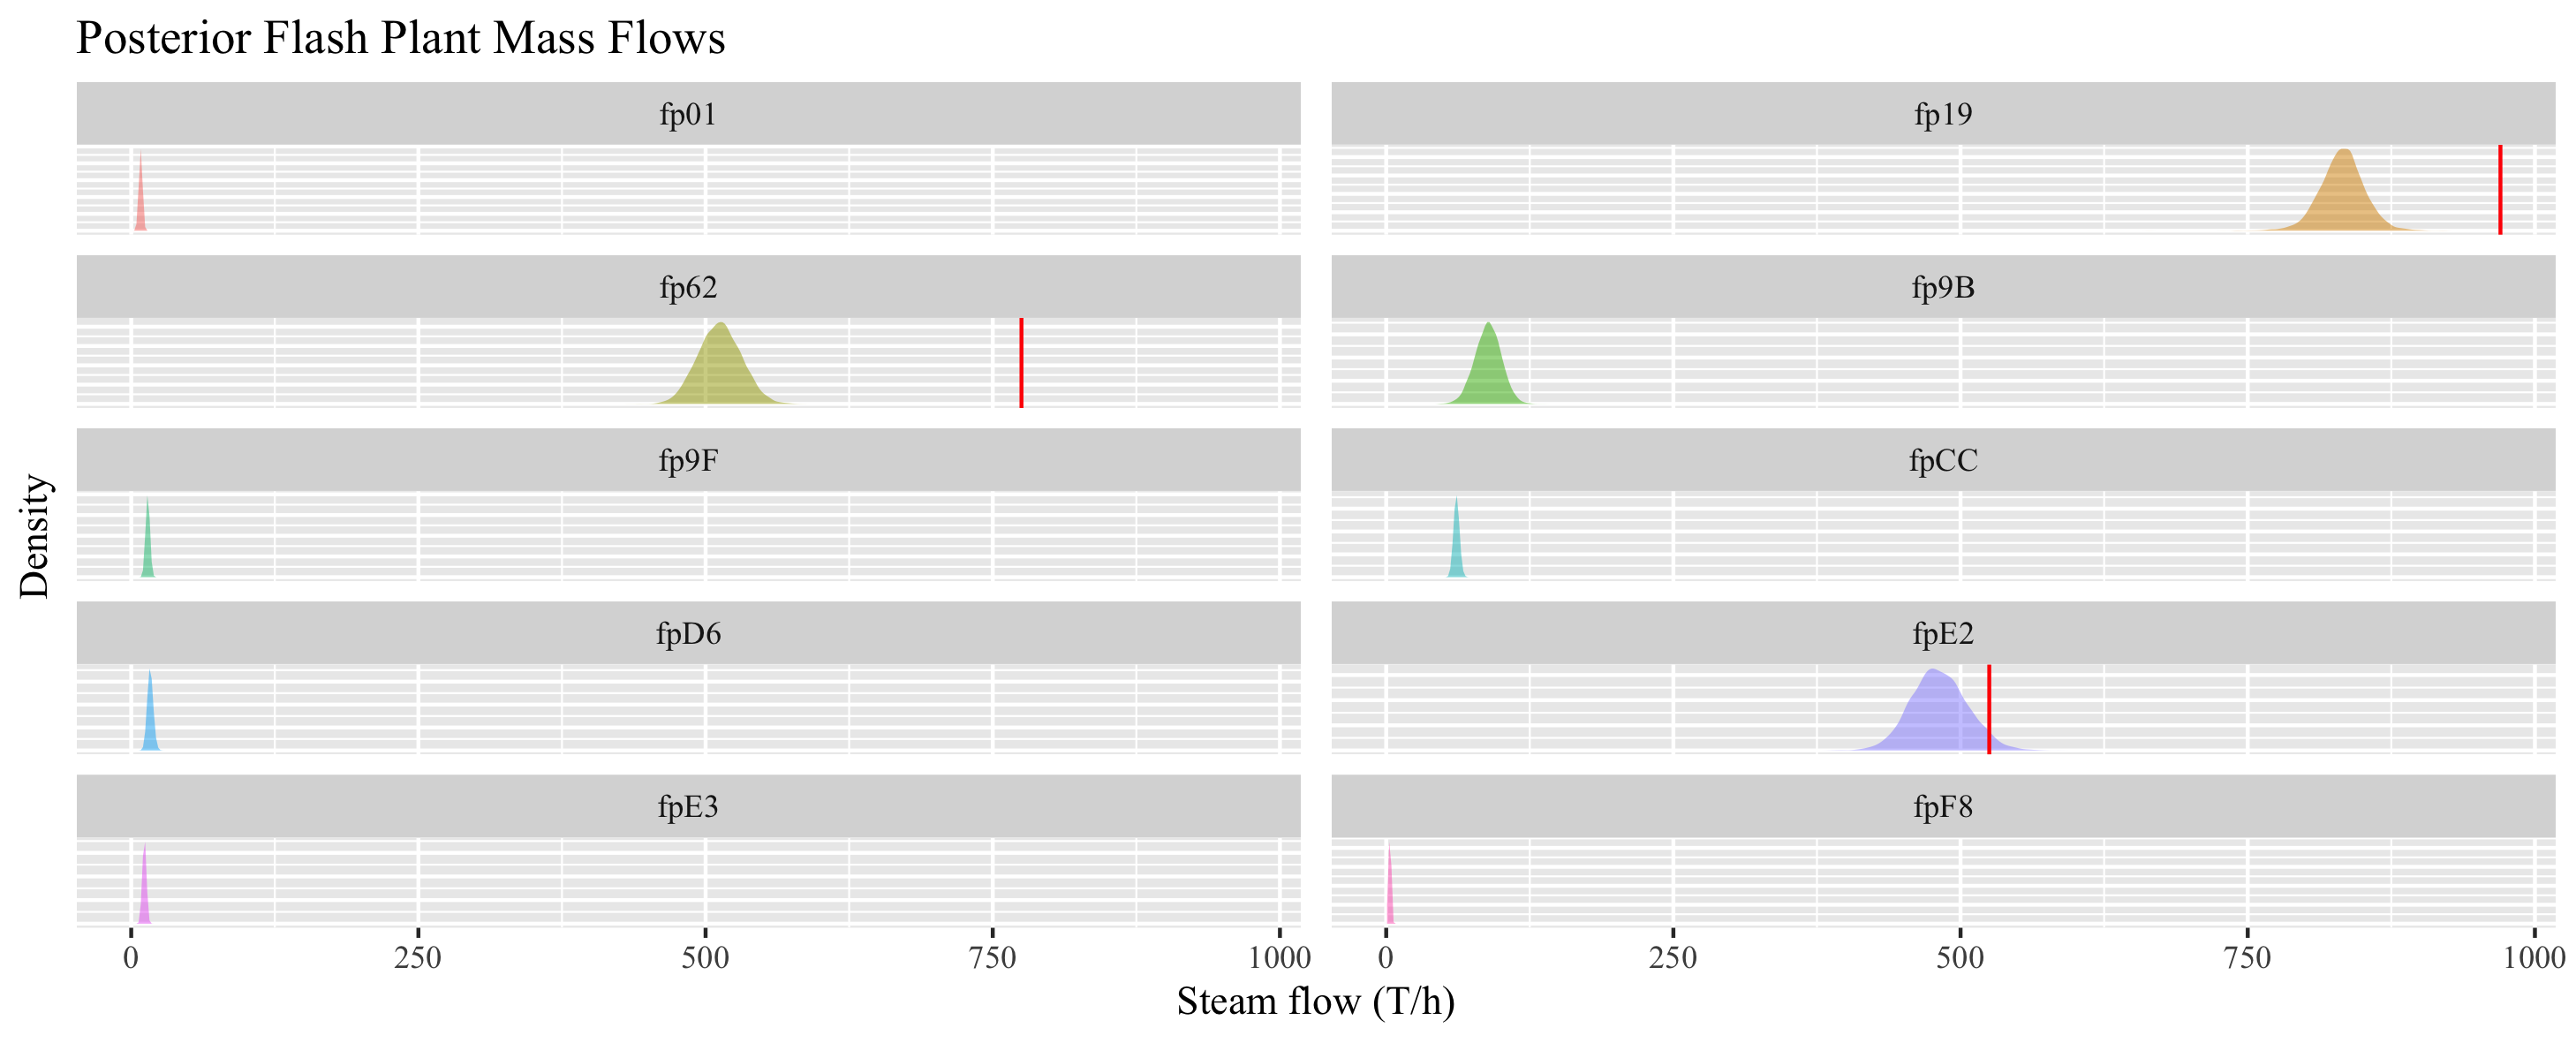 Posterior Flash Plant Mass Flows
fp01
fp19
fp62
fp9B
fp9F
fpCC
fpD6
fpE2
fpE3
fpF8
Density
0 250 500 750 1000 0 250 500 750 1000
Steam flow (T/h)